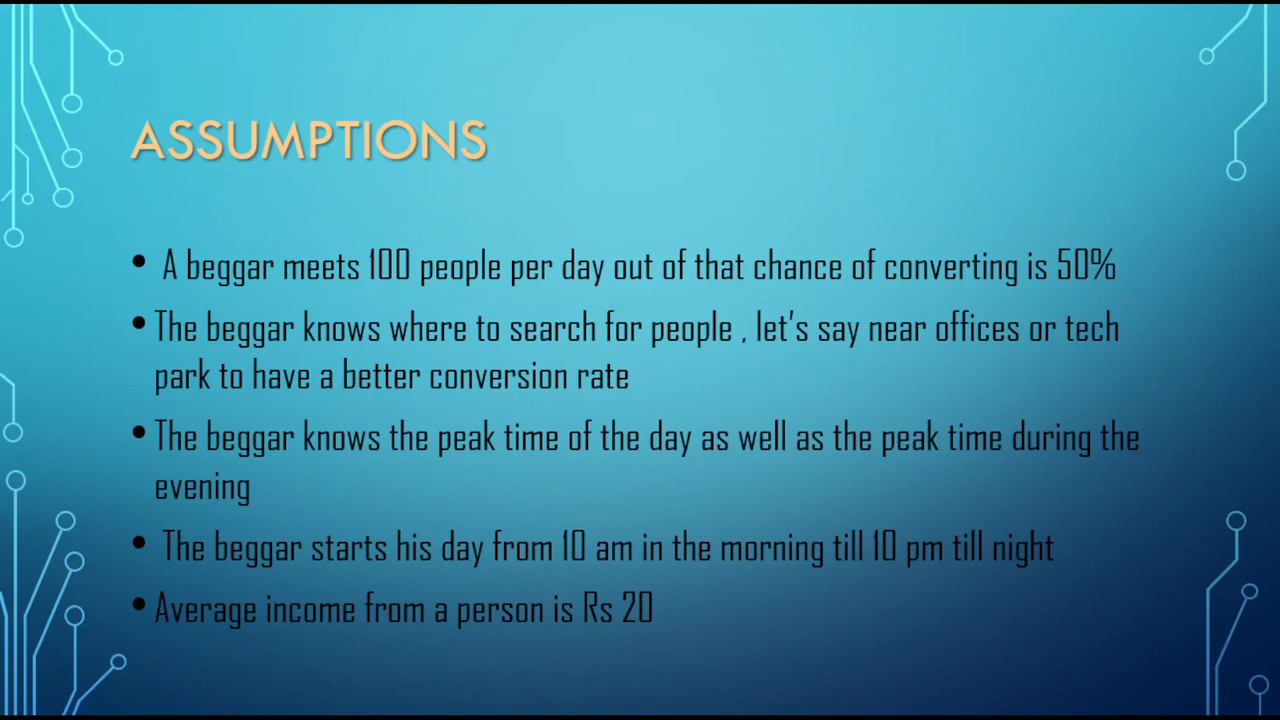 ASSUMPTIONS
• A beggar meets 100 people per day out of that chance of converting is 50%
• The beggar knows where to search for people , let's say near offices or tech
park to have a better conversion rate
• The beggar knows the peak time of the day as well as the peak time during the
evening
• The beggar starts his day from 10 am in the morning till 10 pm till night
• Average income from a person is Rs 20